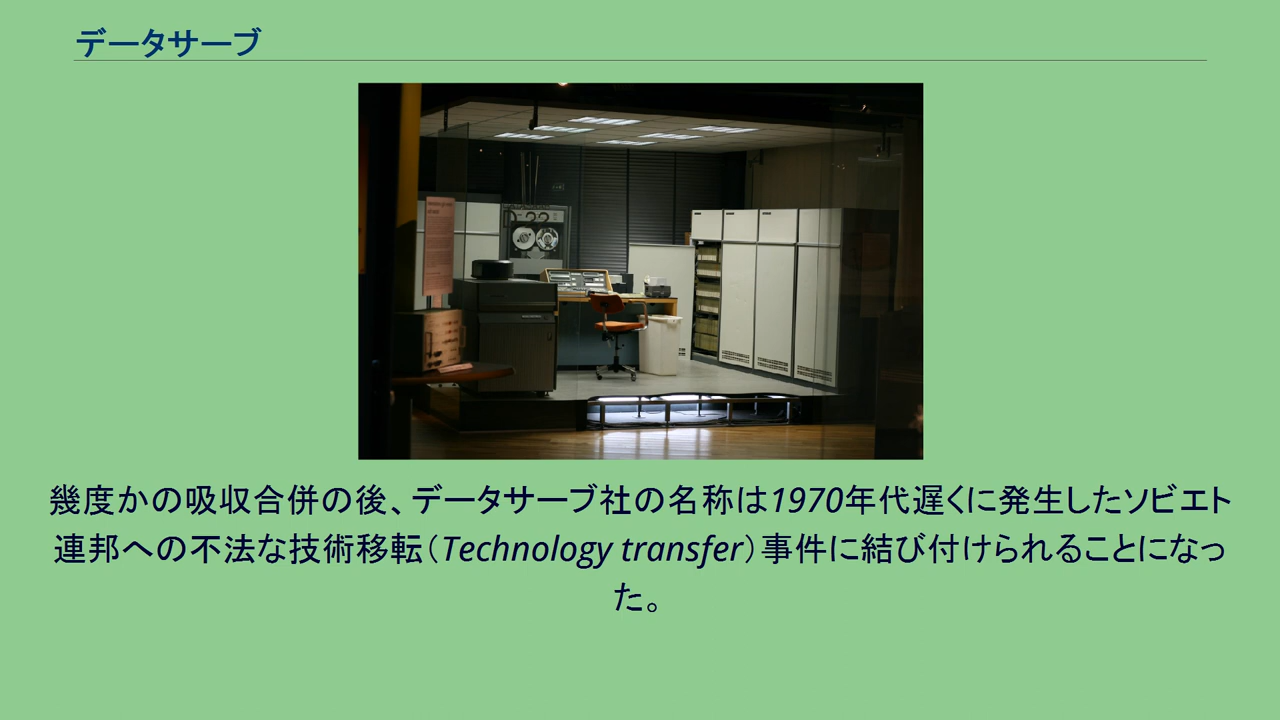 データサーブ
D 22
幾度かの吸収合併の後、データサーブ社の名称は1970年代遅くに発生したソビエト
連邦への不法な技術移転（Technology transfer）事件に結び付けられることになっ
た。